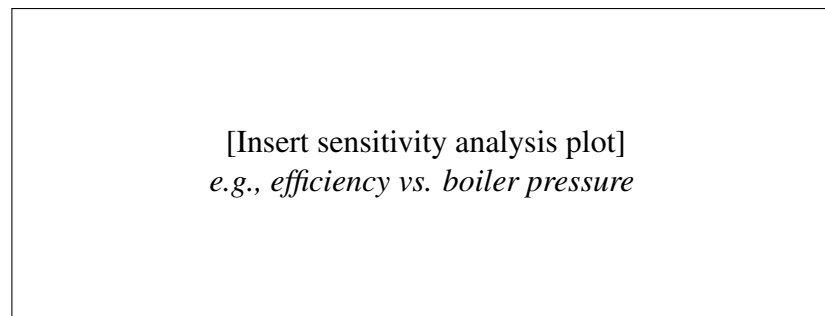 [Insert sensitivity analysis plot]
e.g., efficiency vs. boiler pressure